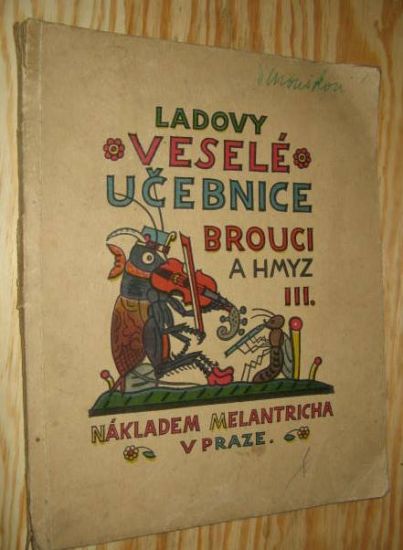 LADOVY
VESELÉ
UČEBNICE
BROUCI
A HMYZ
III.
NÁKLADEM MELANTRICHA
V PRAZE.